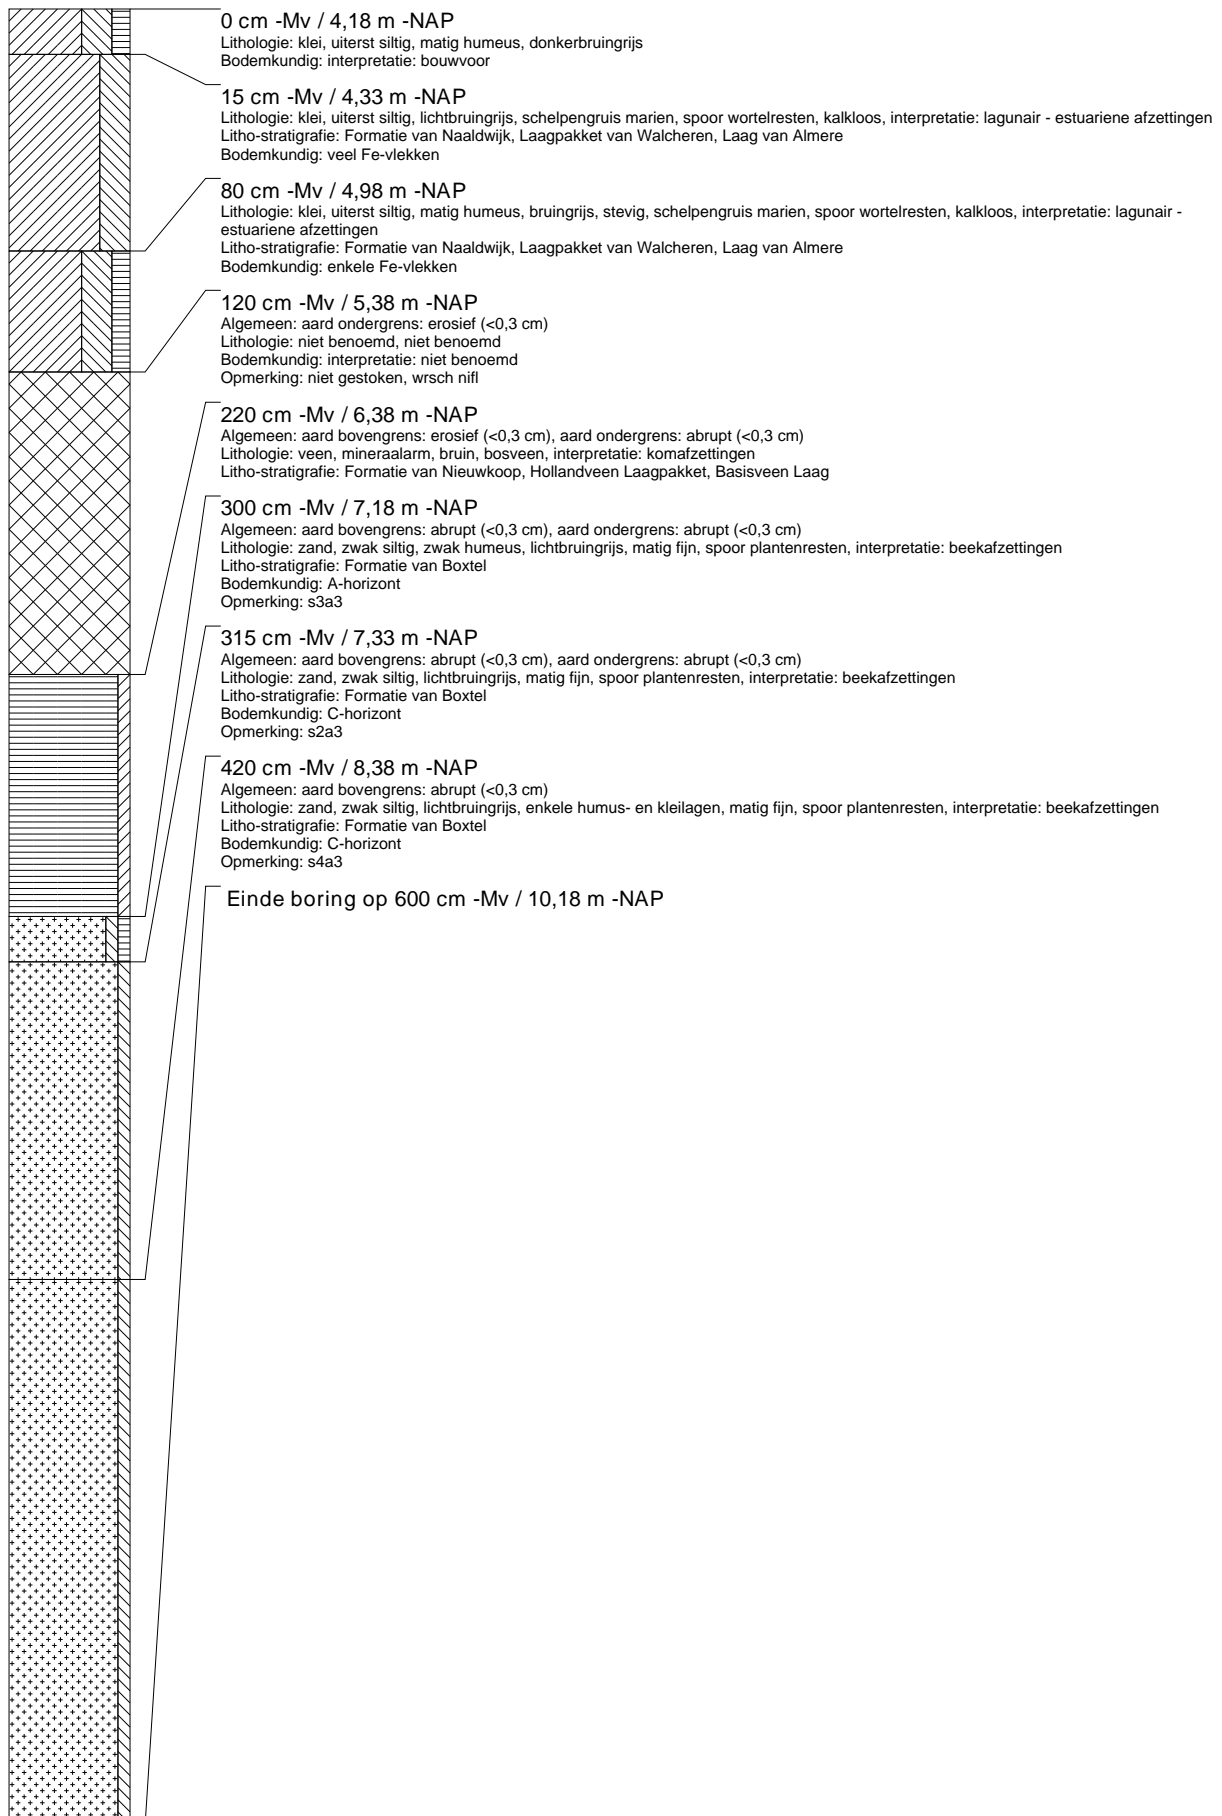 0 cm -Mv / 4,18 m -NAP
Lithologie: klei, uiterst siltig, matig humeus, donkerbruingrijs
Bodemkundig: interpretatie: bouwvoor
15 cm -Mv / 4,33 m -NAP
Lithologie: klei, uiterst siltig, lichtbruingrijs, schelpengruis marien, spoor wortelresten, kalkloos, interpretatie: lagunair - estuariene afzettingen
Litho-stratigrafie: Formatie van Naaldwijk, Laagpakket van Walcheren, Laag van Almere
Bodemkundig: veel Fe-vlekken
80 cm -Mv / 4,98 m -NAP
Lithologie: klei, uiterst siltig, matig humeus, bruingrijs, stevig, schelpengruis marien, spoor wortelresten, kalkloos, interpretatie: lagunair -
estuariene afzettingen
Litho-stratigrafie: Formatie van Naaldwijk, Laagpakket van Walcheren, Laag van Almere
Bodemkundig: enkele Fe-vlekken
120 cm -Mv / 5,38 m -NAP
Algemeen: aard ondergrens: erosief (<0,3 cm)
Lithologie: niet benoemd, niet benoemd
Bodemkundig: interpretatie: niet benoemd
Opmerking: niet gestoken, wrsch nifl
220 cm -Mv / 6,38 m -NAP
Algemeen: aard bovengrens: erosief (<0,3 cm), aard ondergrens: abrupt (<0,3 cm)
Lithologie: veen, mineraalarm, bruin, bosveen, interpretatie: komafzettingen
Litho-stratigrafie: Formatie van Nieuwkoop, Hollandveen Laagpakket, Basisveen Laag
300 cm -Mv / 7,18 m -NAP
Algemeen: aard bovengrens: abrupt (<0,3 cm), aard ondergrens: abrupt (<0,3 cm)
Lithologie: zand, zwak siltig, zwak humeus, lichtbruingrijs, matig fijn, spoor plantenresten, interpretatie: beekafzettingen
Litho-stratigrafie: Formatie van Boxtel
Bodemkundig: A-horizont
Opmerking: s3a3
315 cm -Mv / 7,33 m -NAP
Algemeen: aard bovengrens: abrupt (<0,3 cm), aard ondergrens: abrupt (<0,3 cm)
Lithologie: zand, zwak siltig, lichtbruingrijs, matig fijn, spoor plantenresten, interpretatie: beekafzettingen
Litho-stratigrafie: Formatie van Boxtel
Bodemkundig: C-horizont
Opmerking: s2a3
420 cm -Mv / 8,38 m -NAP
Algemeen: aard bovengrens: abrupt (<0,3 cm)
Lithologie: zand, zwak siltig, lichtbruingrijs, enkele humus- en kleilagen, matig fijn, spoor plantenresten, interpretatie: beekafzettingen
Litho-stratigrafie: Formatie van Boxtel
Bodemkundig: C-horizont
Opmerking: s4a3
Einde boring op 600 cm -Mv / 10,18 m -NAP